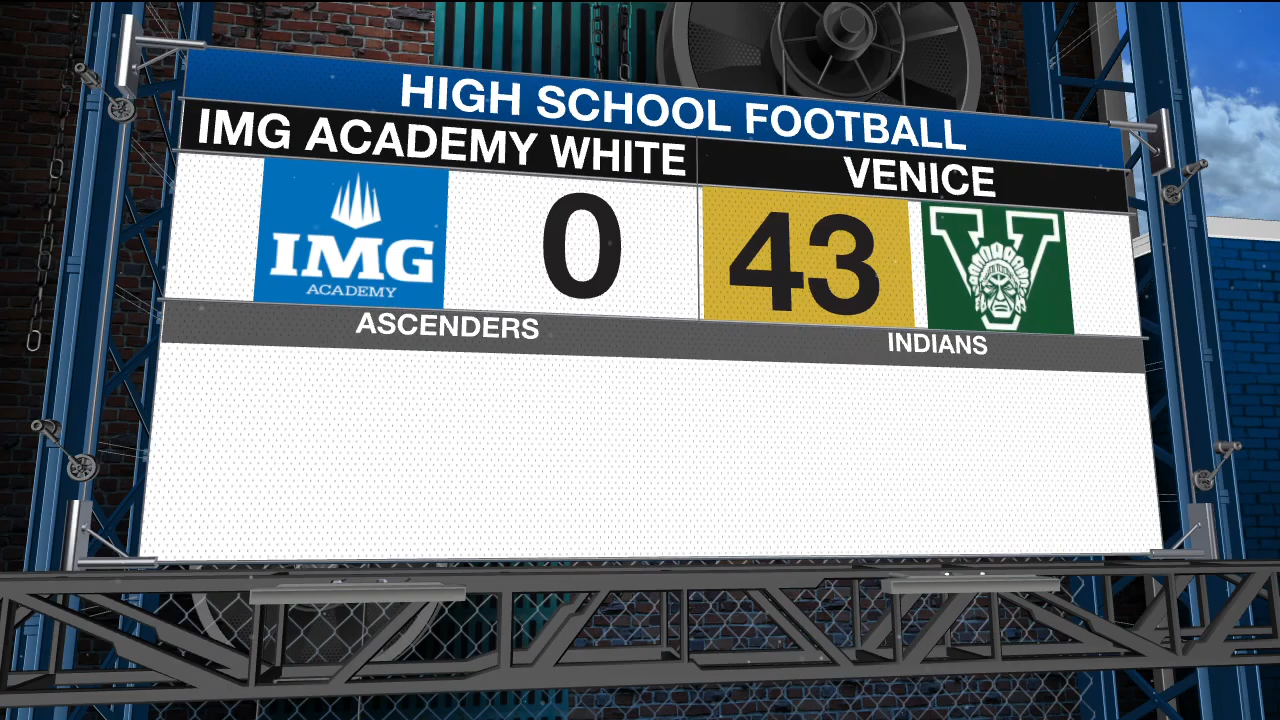 HIGH SCHOOL FOOTBALL
IMG ACADEMY WHITE
VENICE
IMG
ACADEMY
0
43
V
ASCENDERS
INDIANS